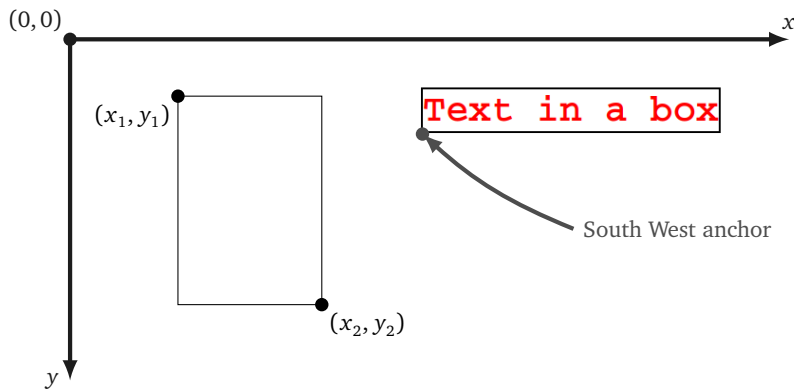 (0, 0)
x
(x₁, y₁)
Text in a box
South West anchor
(x₂, y₂)
y